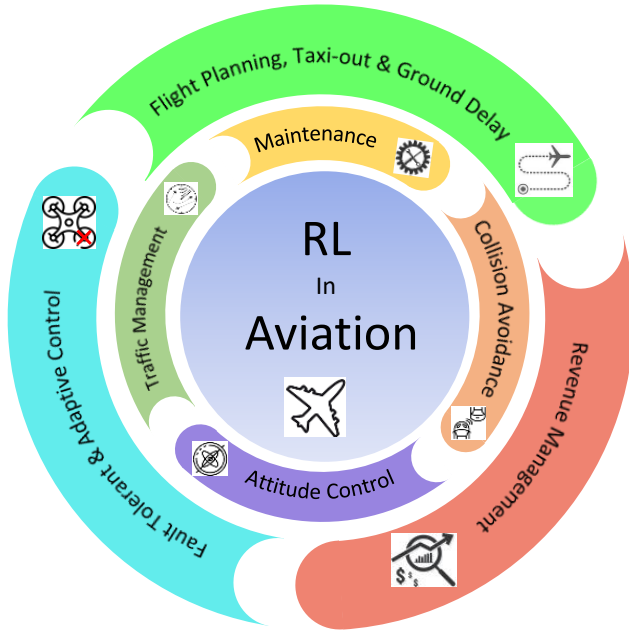 Flight Planning, Taxi-out & Ground Delay
Maintenance
Collision Avoidance
Traffic Management
RL
In
Aviation
Attitude Control
Revenue Management
Fault Tolerant & Adaptive Control
$ $ $